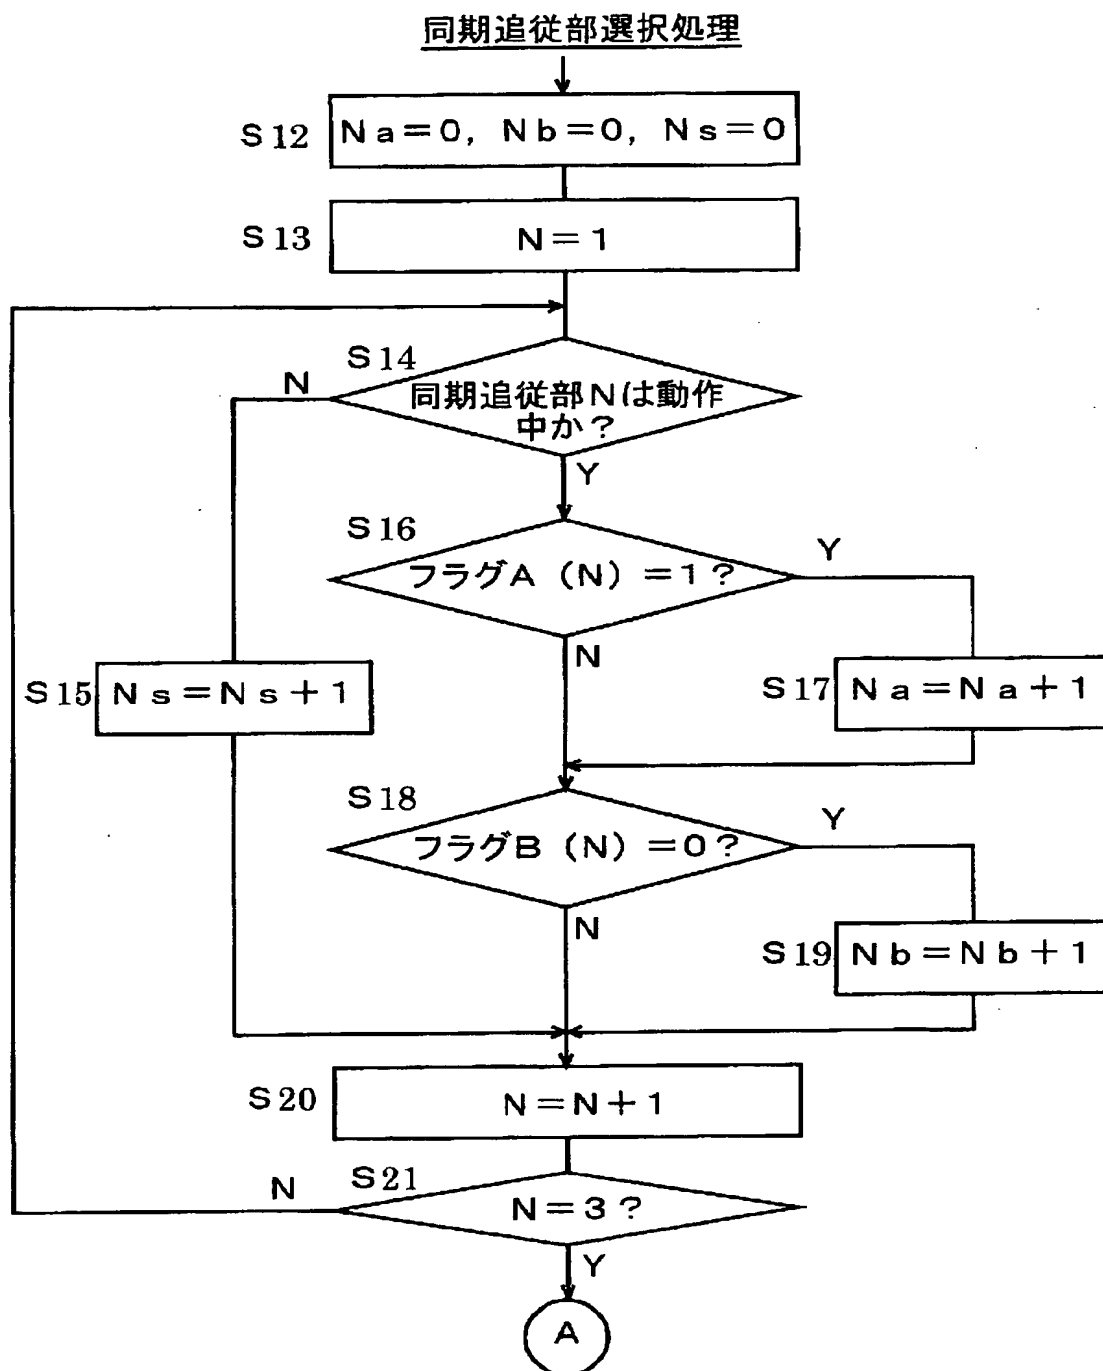 同期追従部選択処理
S12
Na=0, Nb=0, Ns=0
S13
N=1
S14
N
同期追従部Nは動作
中か?
Y
S16
Y
フラグA(N)=1?
N
S15
Ns=Ns+1
S17
Na=Na+1
S18
Y
フラグB(N)=0?
N
S19
Nb=Nb+1
S20
N=N+1
S21
N
N=3?
Y
A